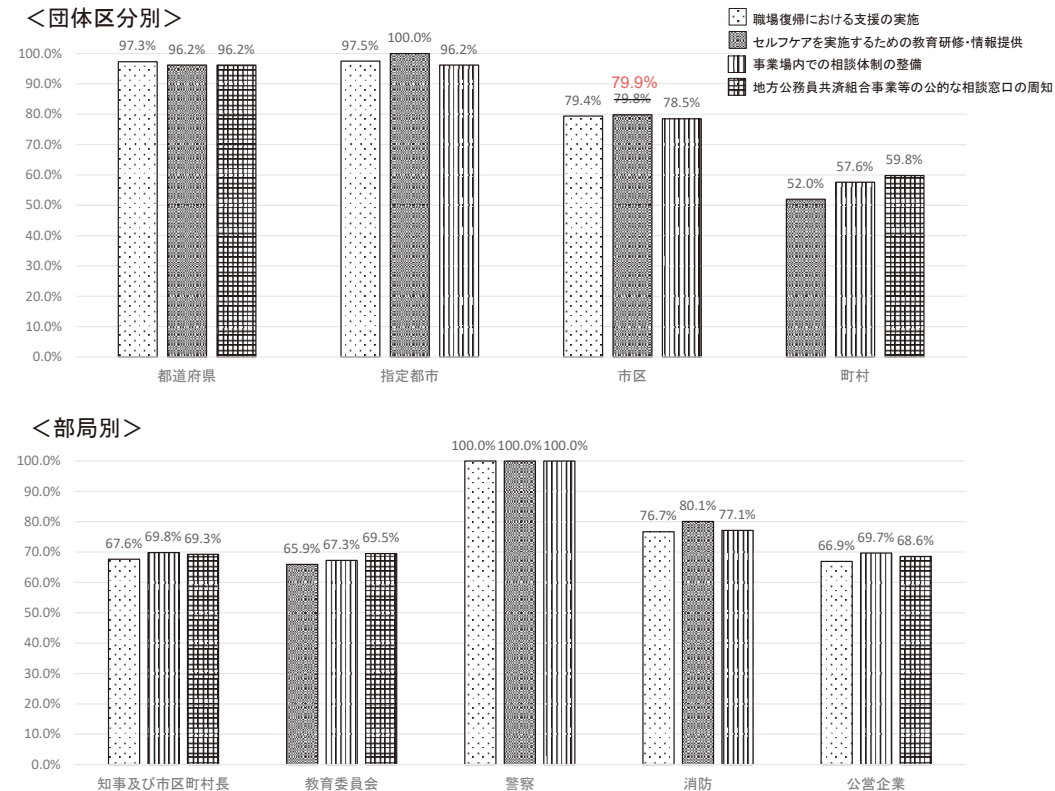 ＜団体区分別＞
職場復帰における支援の実施
セルフケアを実施するための教育研修・情報提供
事業場内での相談体制の整備
地方公務員共済組合事業等の公的な相談窓口の周知
100.0%
90.0%
80.0%
70.0%
60.0%
50.0%
40.0%
30.0%
20.0%
10.0%
0.0%
97.3% 96.2% 96.2%
97.5% 100.0% 96.2%
79.9%
79.4% 79.8% 78.5%
52.0% 57.6% 59.8%
都道府県 指定都市 市区 町村
＜部局別＞
100.0%
90.0%
80.0%
70.0%
60.0%
50.0%
40.0%
30.0%
20.0%
10.0%
0.0%
67.6% 69.8% 69.3%
65.9% 67.3% 69.5%
100.0% 100.0% 100.0%
76.7% 80.1% 77.1%
66.9% 69.7% 68.6%
知事及び市区町村長 教育委員会 警察 消防 公営企業